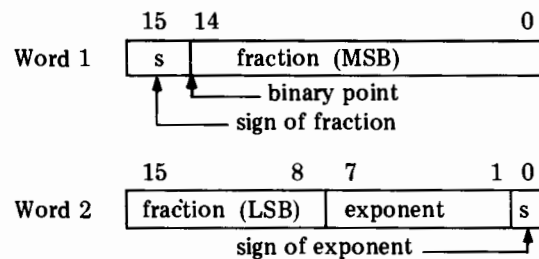 15 14 0
Word 1 s fraction (MSB)
binary point
sign of fraction
15 8 7 1 0
Word 2 fraction (LSB) exponent s
sign of exponent